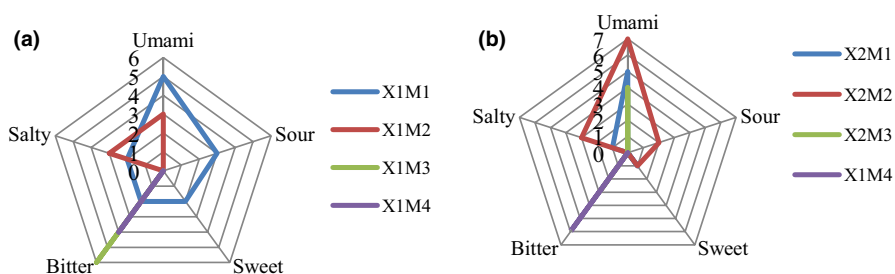 (a)
Umami
6
5
4
3
2
1
0
Sour
Sweet
Bitter
Salty
X1M1
X1M2
X1M3
X1M4
(b)
Umami
7
6
5
4
3
2
1
0
Sour
Sweet
Bitter
Salty
X2M1
X2M2
X2M3
X1M4